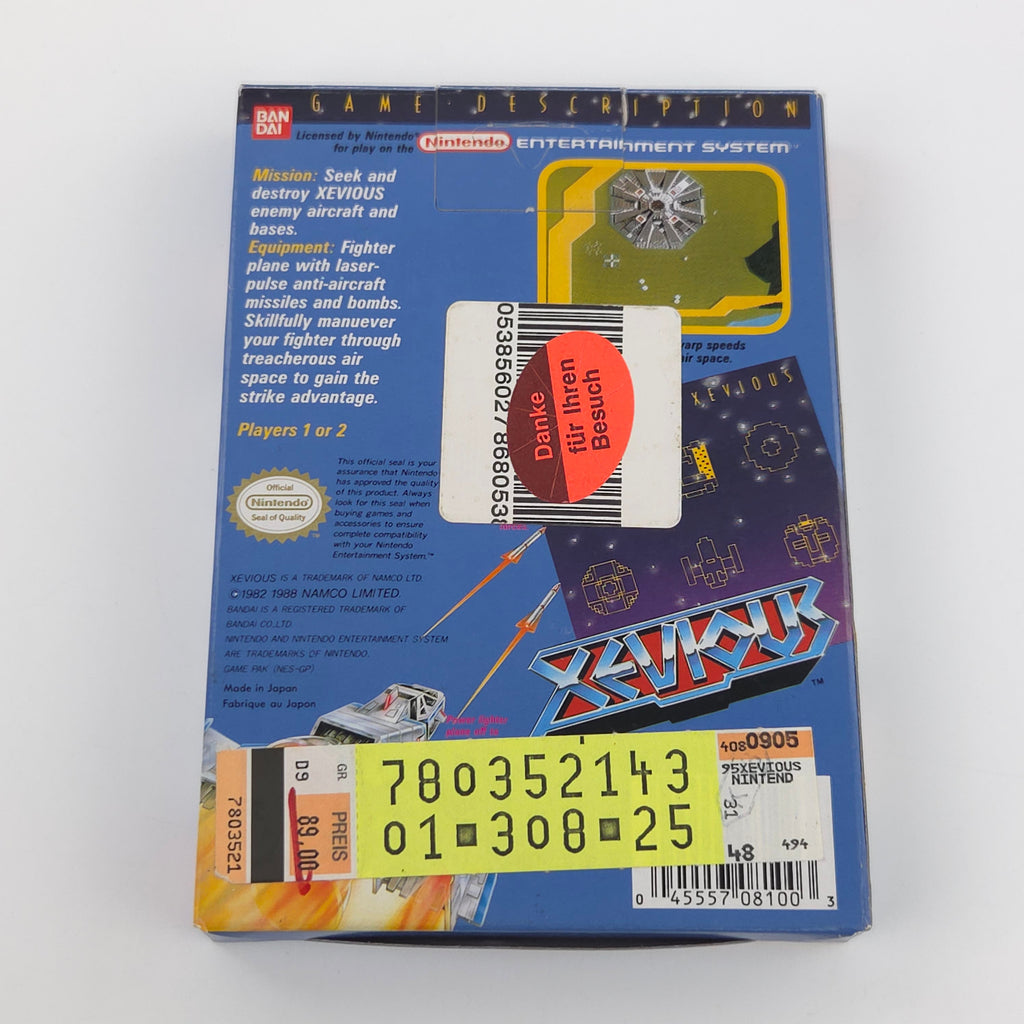 GAME DESCRIPTION
BAN
DAI
Licensed by Nintendo®
for play on the
Nintendo ENTERTAINMENT SYSTEM™
Mission: Seek and
destroy XEVIOUS
enemy aircraft and
bases.
Equipment: Fighter
plane with laser-
pulse anti-aircraft
missiles and bombs.
Skillfully manuever
your fighter through
treacherous air
space to gain the
strike advantage.
Players 1 or 2
warp speeds
air space.
XEVIOUS
Danke
für Ihren
Besuch
Official
Nintendo
Seal of Quality
™
This official seal is your
assurance that Nintendo
has approved the quality
of this product. Always
look for this seal when
buying games and
accessories to ensure
complete compatibility
with your Nintendo
Entertainment System.™
XEVIOUS IS A TRADEMARK OF NAMCO LTD.
©1982 1988 NAMCO LIMITED.
BANDAI IS A REGISTERED TRADEMARK OF
BANDAI CO.,LTD.
NINTENDO AND NINTENDO ENTERTAINMENT SYSTEM
ARE TRADEMARKS OF NINTENDO.
GAME PAK (NES-GP)
Made in Japan
Fabrique au Japon
XEVIOUS™
7803521
D9
GR.
89,00
PREIS
780352143
01 308 25
4080905
95XEVIOUS
NINTEND
31
48 494
0 45557 08100 3